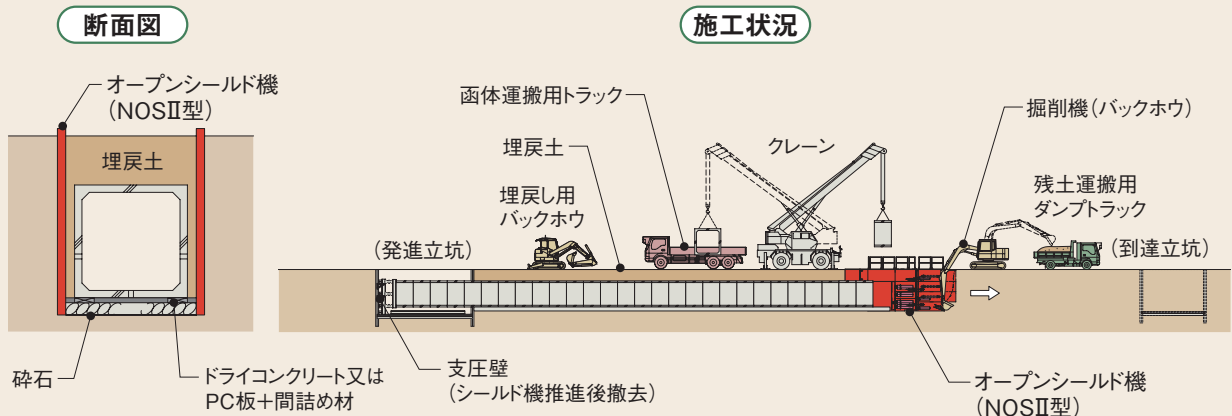 断面図
オープンシールド機
（NOSⅡ型）
埋戻土
砕石
ドライコンクリート又は
PC板＋間詰め材
施工状況
函体運搬用トラック
埋戻土
埋戻し用
バックホウ
（発進立坑）
クレーン
掘削機（バックホウ）
残土運搬用
ダンプトラック
（到達立坑）
支圧壁
（シールド機推進後撤去）
オープンシールド機
（NOSⅡ型）